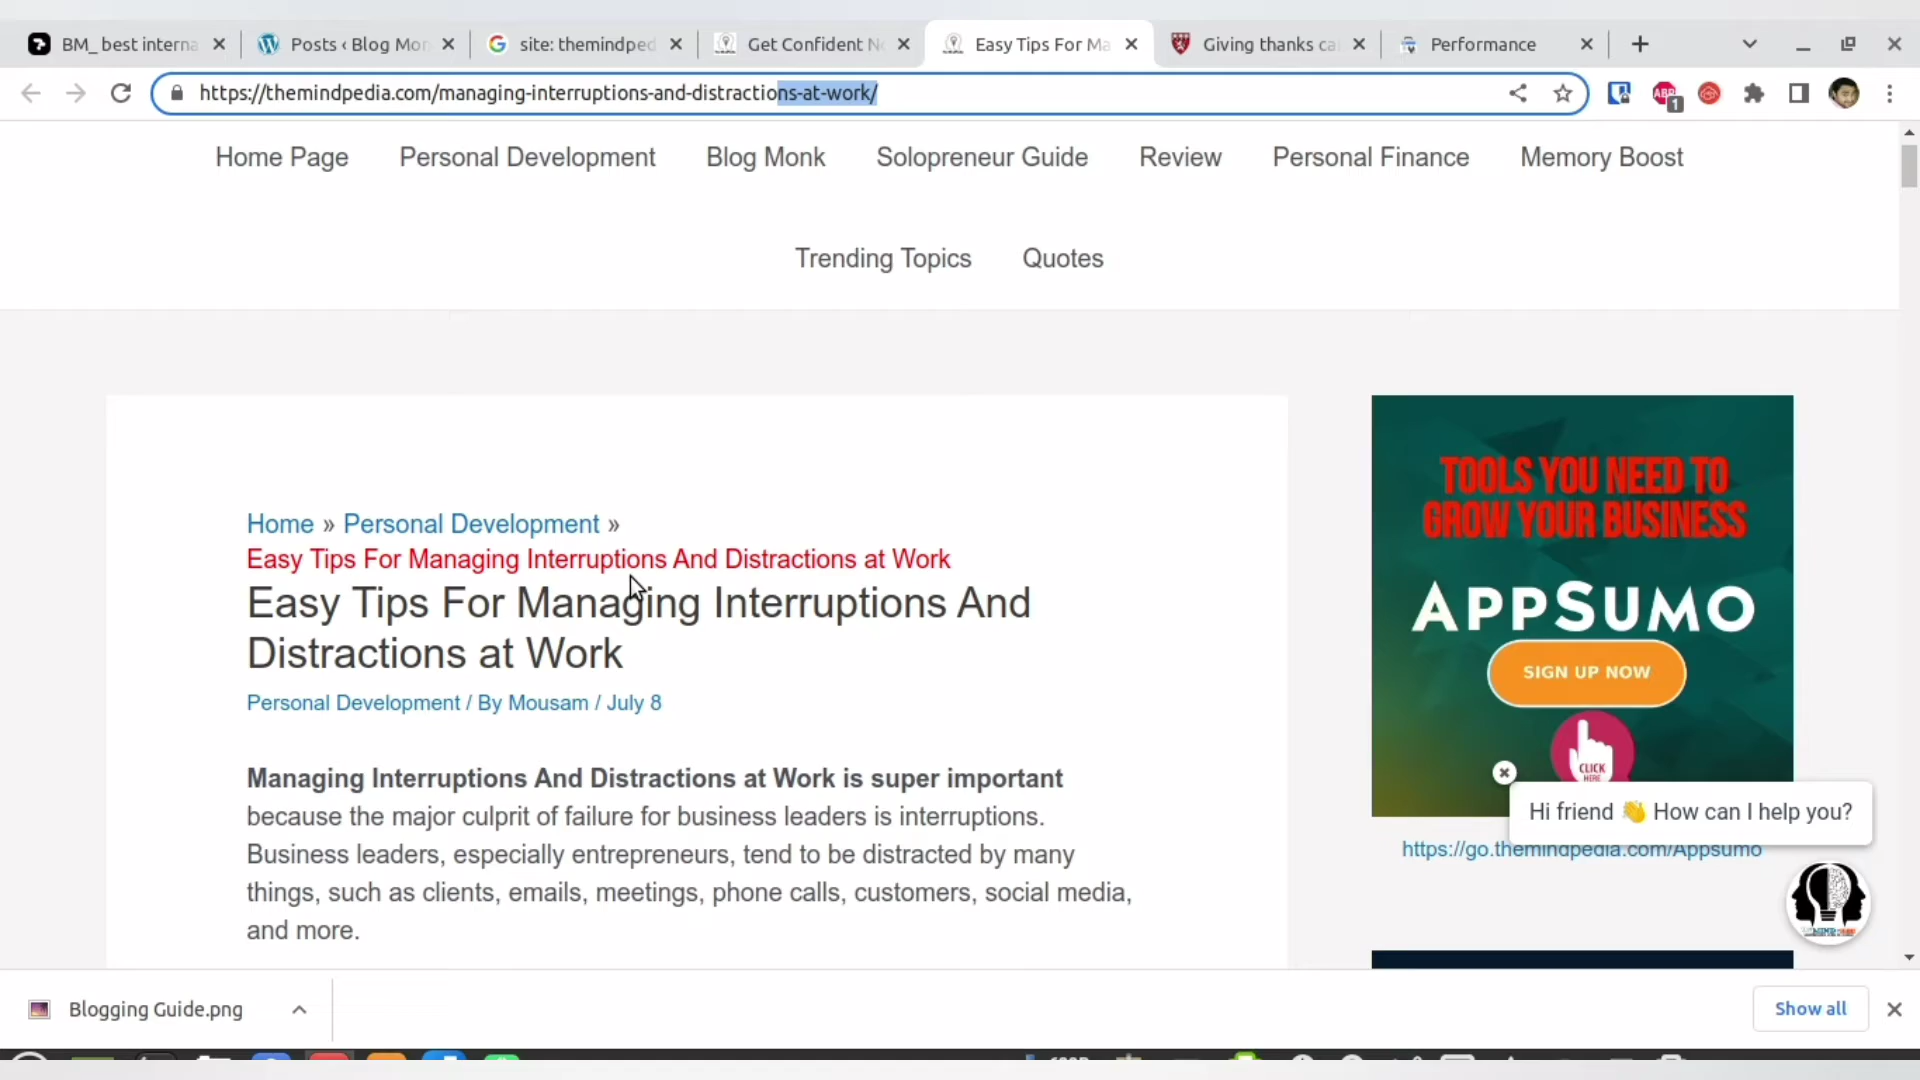 BM_ best interna
Posts ‹ Blog Mon
site: themindped
Get Confident N
Easy Tips For Ma
Giving thanks ca
Performance
https://themindpedia.com/managing-interruptions-and-distractions-at-work/
ABP
1
Home Page Personal Development Blog Monk Solopreneur Guide Review Personal Finance Memory Boost
Trending Topics Quotes
Home » Personal Development »
Easy Tips For Managing Interruptions And Distractions at Work
Easy Tips For Managing Interruptions And
Distractions at Work
Personal Development / By Mousam / July 8
Managing Interruptions And Distractions at Work is super important
because the major culprit of failure for business leaders is interruptions.
Business leaders, especially entrepreneurs, tend to be distracted by many
things, such as clients, emails, meetings, phone calls, customers, social media,
and more.
TOOLS YOU NEED TO
GROW YOUR BUSINESS
APPSUMO
SIGN UP NOW
CLICK
HERE
Hi friend 👋 How can I help you?
https://go.themindpedia.com/Appsumo
Blogging Guide.png
Show all